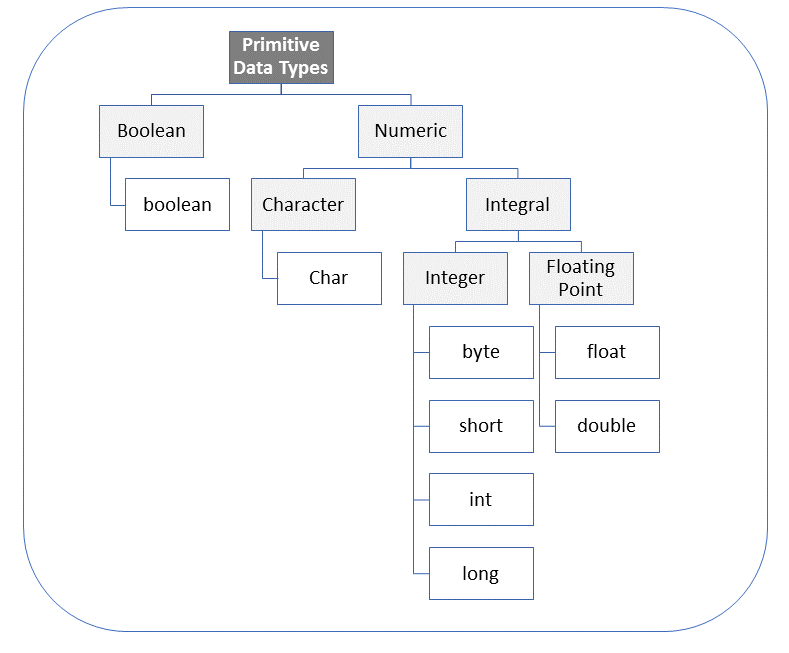 Primitive
Data Types
Boolean
Numeric
boolean
Character
Integral
Char
Integer
Floating
Point
byte
float
short
double
int
long